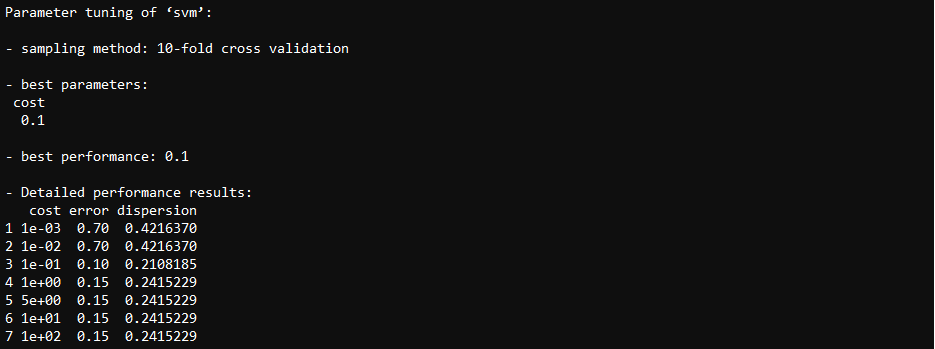 Parameter tuning of ‘svm’:
- sampling method: 10-fold cross validation
- best parameters:
cost
0.1
- best performance: 0.1
- Detailed performance results:
cost error dispersion
1 1e-03 0.70 0.4216370
2 1e-02 0.70 0.4216370
3 1e-01 0.10 0.2108185
4 1e+00 0.15 0.2415229
5 5e+00 0.15 0.2415229
6 1e+01 0.15 0.2415229
7 1e+02 0.15 0.2415229